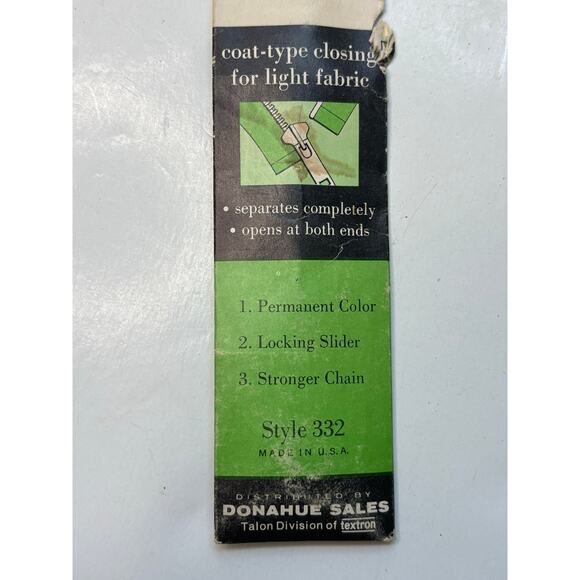 coat-type closing
for light fabric
• separates completely
• opens at both ends
1. Permanent Color
2. Locking Slider
3. Stronger Chain
Style 332
MADE IN U.S.A.
DISTRIBUTED BY
DONAHUE SALES
Talon Division of textron